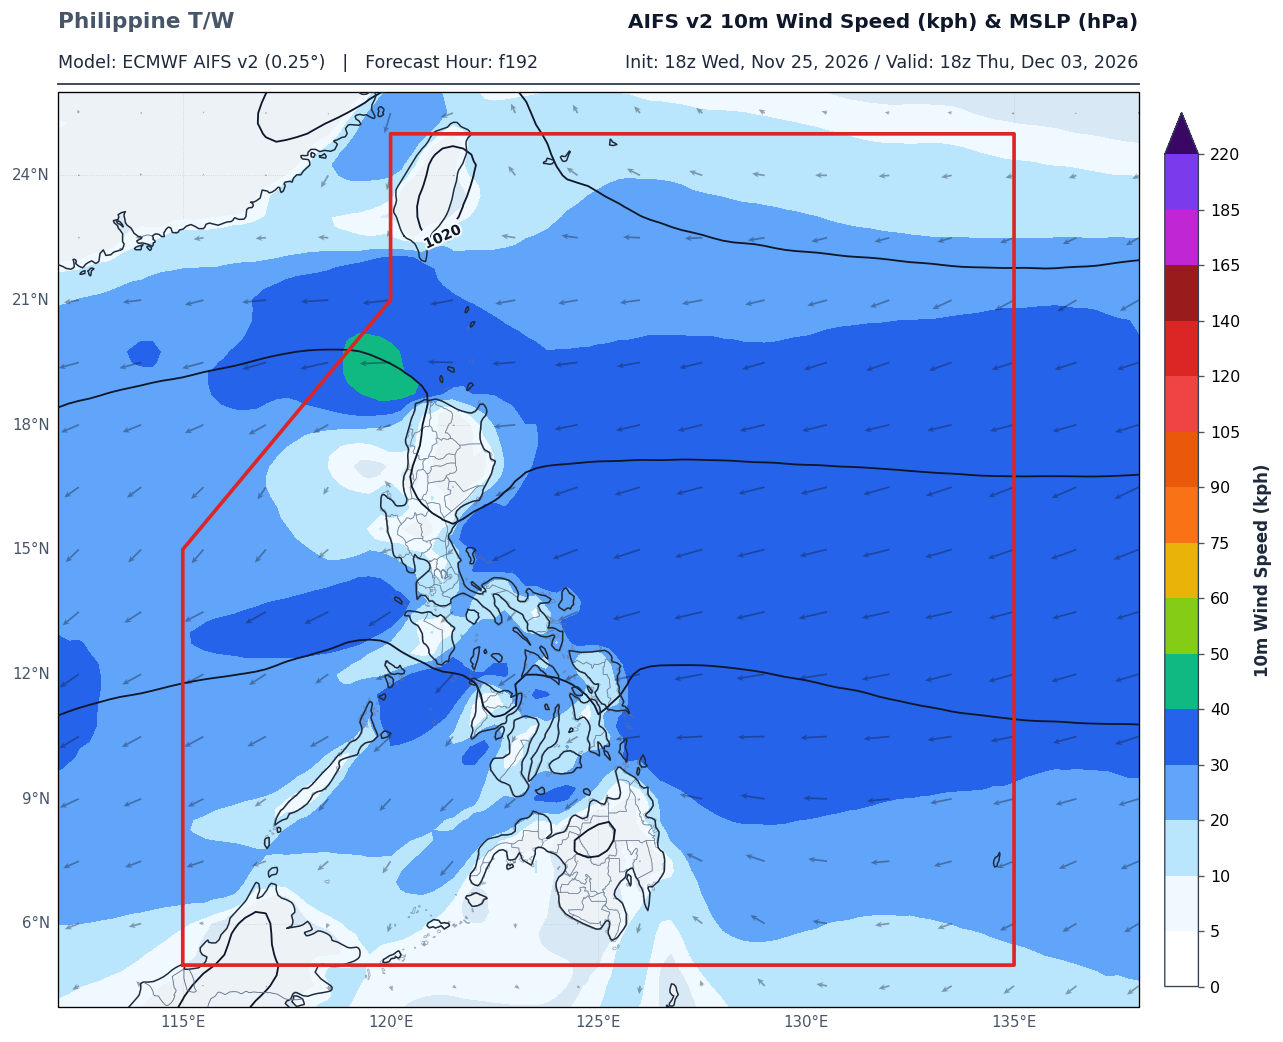 Philippine T/W
AIFS v2 10m Wind Speed (kph) & MSLP (hPa)
Model: ECMWF AIFS v2 (0.25°) | Forecast Hour: f192
Init: 18z Wed, Nov 25, 2026 / Valid: 18z Thu, Dec 03, 2026
24°N
21°N
18°N
15°N
12°N
9°N
6°N
115°E
120°E
125°E
130°E
135°E
1020
220
185
165
140
120
105
90
75
60
50
40
30
20
10
5
0
10m Wind Speed (kph)